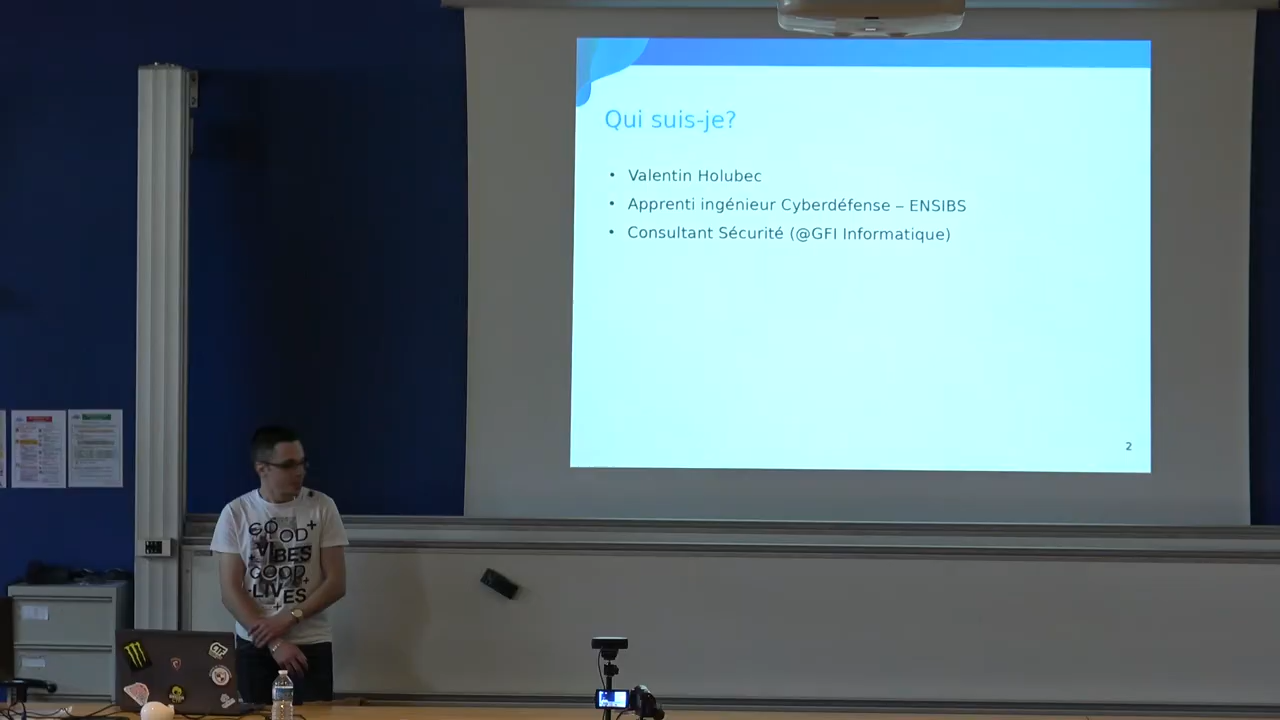 Qui suis-je?
• Valentin Holubec
• Apprenti ingénieur Cyberdéfense – ENSIBS
• Consultant Sécurité (@GFI Informatique)
2
GOOD
VIBES
GOOD
LIVES